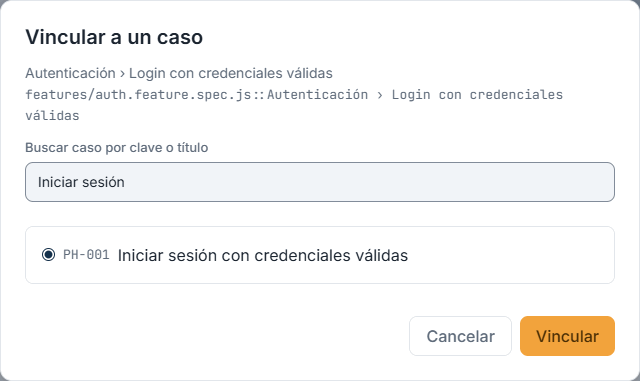 Vincular a un caso
Autenticación › Login con credenciales válidas
features/auth.feature.spec.js::Autenticación › Login con credenciales
válidas
Buscar caso por clave o título
Iniciar sesión
PH-001 Iniciar sesión con credenciales válidas
Cancelar Vincular